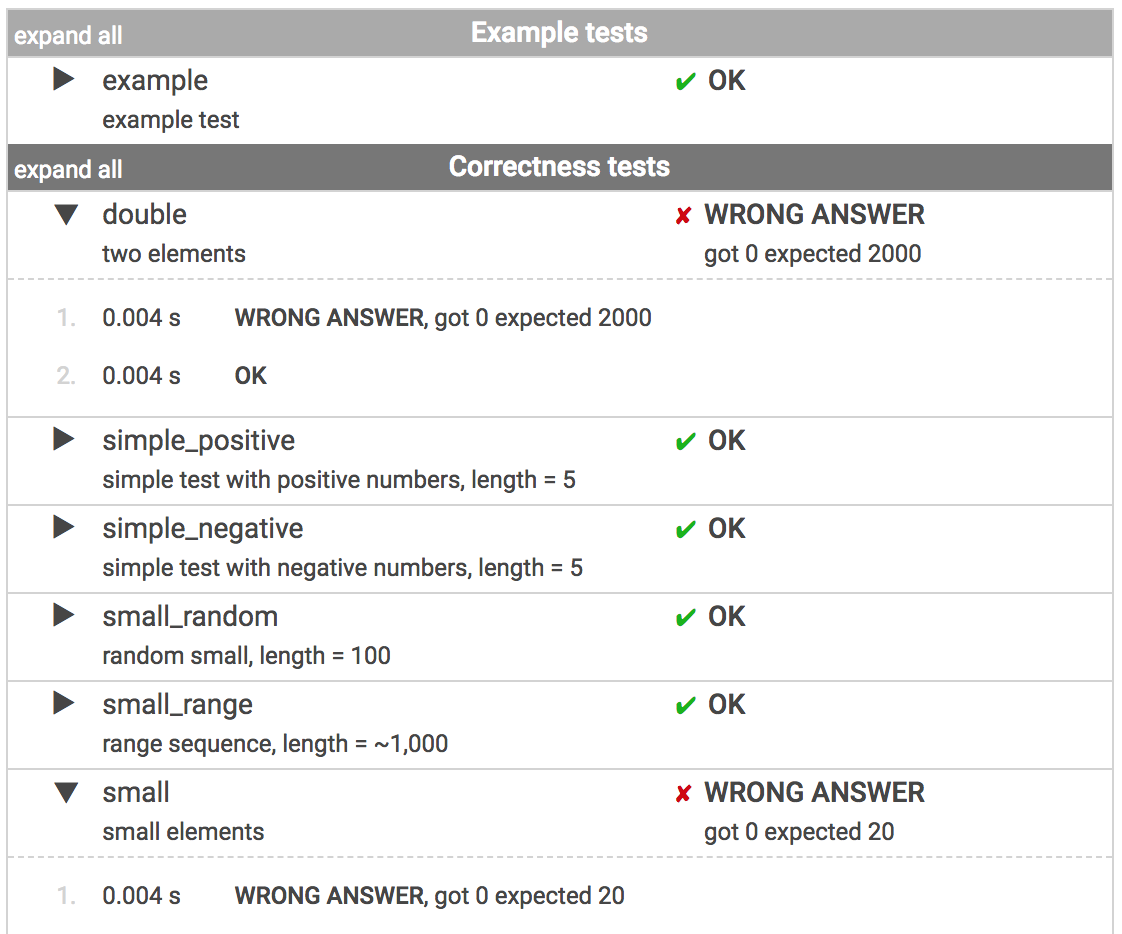 expand all Example tests
example ✔ OK
example test
expand all Correctness tests
double ✘ WRONG ANSWER
two elements got 0 expected 2000
1. 0.004 s WRONG ANSWER, got 0 expected 2000
2. 0.004 s OK
simple_positive ✔ OK
simple test with positive numbers, length = 5
simple_negative ✔ OK
simple test with negative numbers, length = 5
small_random ✔ OK
random small, length = 100
small_range ✔ OK
range sequence, length = ~1,000
small ✘ WRONG ANSWER
small elements got 0 expected 20
1. 0.004 s WRONG ANSWER, got 0 expected 20